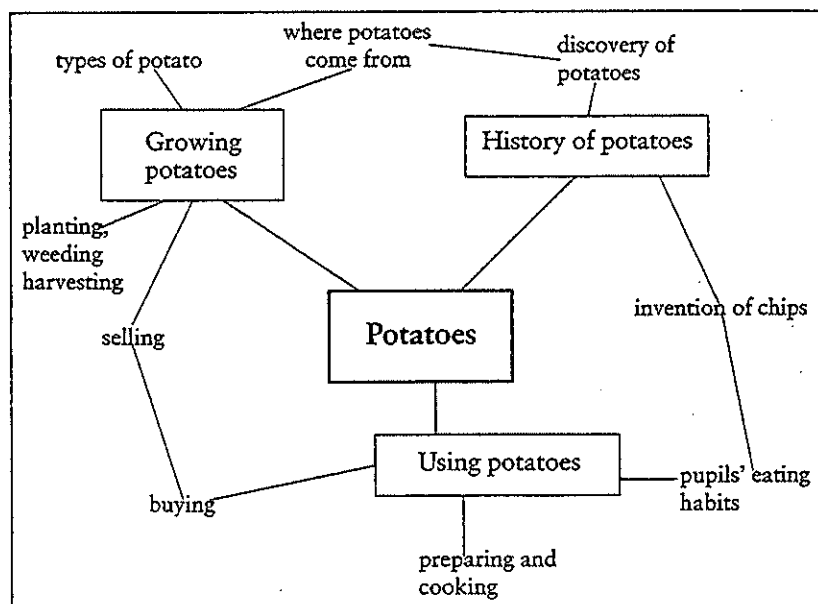 where potatoes
come from
discovery of
potatoes
types of potato
Growing
potatoes
History of potatoes
planting,
weeding
harvesting
selling
Potatoes
invention of chips
Using potatoes
pupils' eating
habits
buying
preparing and
cooking